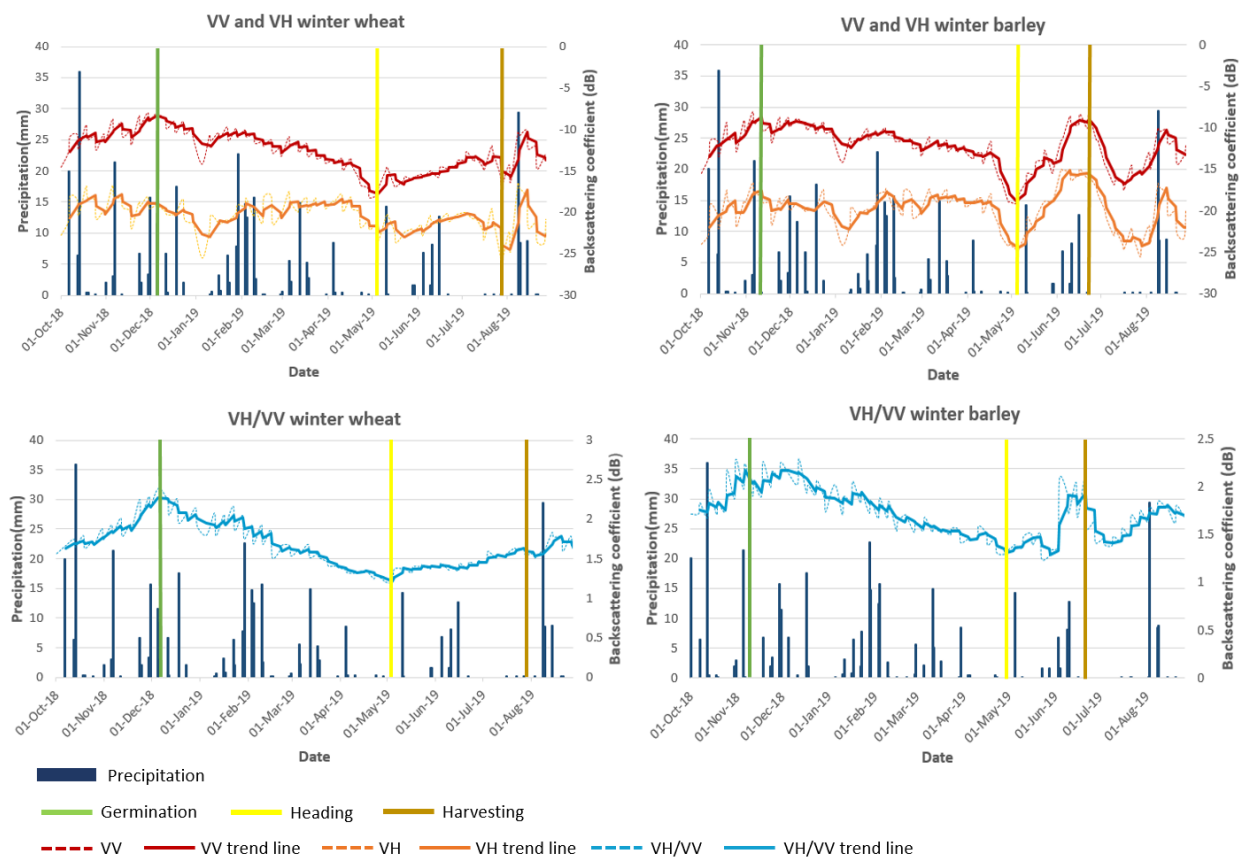 VV and VH winter wheat
40
35
30
25
20
15
10
5
0
Precipitation(mm)
0
-5
-10
-15
-20
-25
-30
Backscattering coefficient (dB)
01-Oct-18
01-Nov-18
01-Dec-18
01-Jan-19
01-Feb-19
01-Mar-19
01-Apr-19
01-May-19
01-Jun-19
01-Jul-19
01-Aug-19
Date
VV and VH winter barley
40
35
30
25
20
15
10
5
0
Precipitation(mm)
0
-5
-10
-15
-20
-25
-30
Backscattering coefficient (dB)
01-Oct-18
01-Nov-18
01-Dec-18
01-Jan-19
01-Feb-19
01-Mar-19
01-Apr-19
01-May-19
01-Jun-19
01-Jul-19
01-Aug-19
Date
VH/VV winter wheat
40
35
30
25
20
15
10
5
0
Precipitation(mm)
3
2.5
2
1.5
1
0.5
0
Backscattering coefficient (dB)
01-Oct-18
01-Nov-18
01-Dec-18
01-Jan-19
01-Feb-19
01-Mar-19
01-Apr-19
01-May-19
01-Jun-19
01-Jul-19
01-Aug-19
Date
VH/VV winter barley
40
35
30
25
20
15
10
5
0
Precipitation(mm)
2.5
2
1.5
1
0.5
0
Backscattering coefficient (dB)
01-Oct-18
01-Nov-18
01-Dec-18
01-Jan-19
01-Feb-19
01-Mar-19
01-Apr-19
01-May-19
01-Jun-19
01-Jul-19
01-Aug-19
Date
Precipitation
Germination Heading Harvesting
VV VV trend line VH VH trend line VH/VV VH/VV trend line